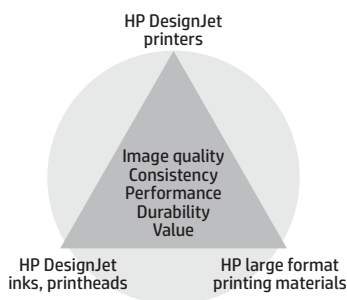 HP DesignJet
printers
Image quality
Consistency
Performance
Durability
Value
HP DesignJet
inks, printheads
HP large format
printing materials